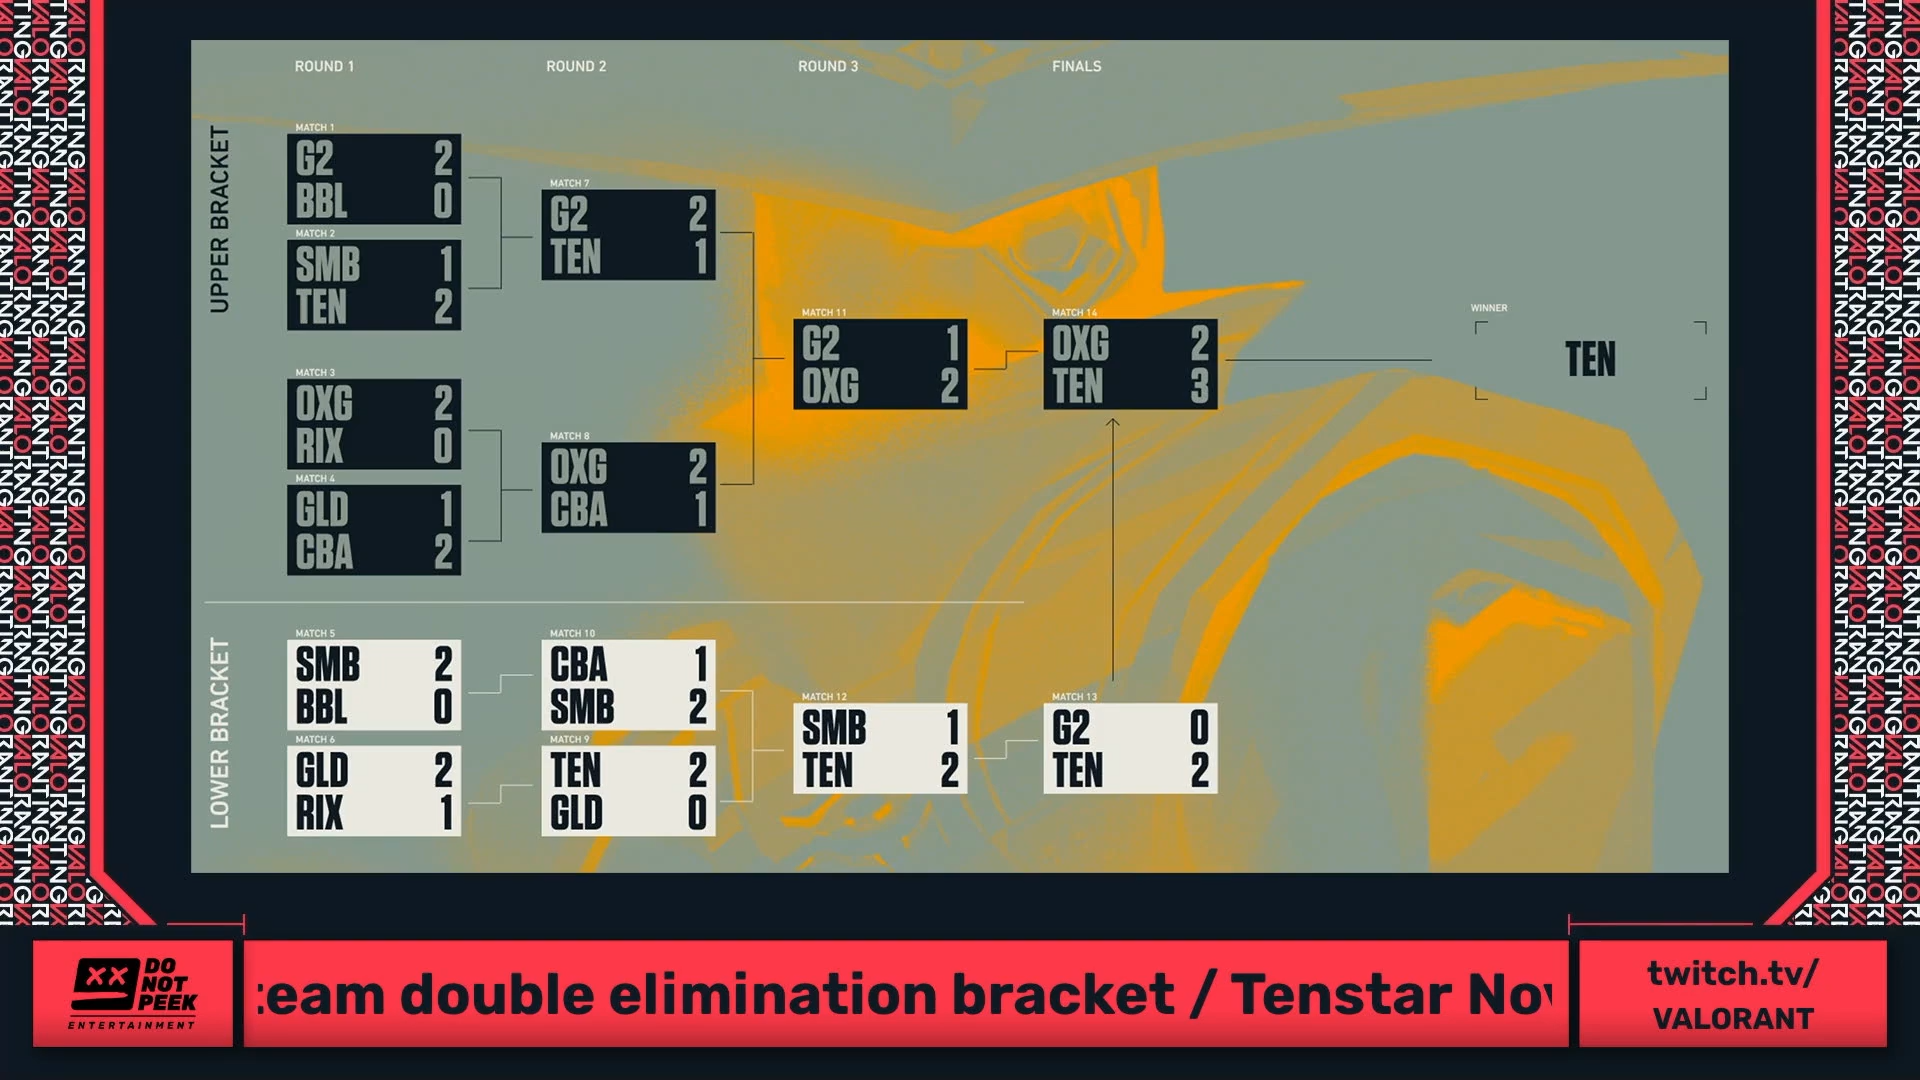 ROUND 1
ROUND 2
ROUND 3
FINALS
UPPER BRACKET
MATCH 1
G2 2
BBL 0
MATCH 2
SMB 1
TEN 2
MATCH 3
OXG 2
RIX 0
MATCH 4
GLD 1
CBA 2
MATCH 7
G2 2
TEN 1
MATCH 8
OXG 2
CBA 1
MATCH 11
G2 1
OXG 2
MATCH 14
OXG 2
TEN 3
WINNER
TEN
LOWER BRACKET
MATCH 5
SMB 2
BBL 0
MATCH 6
GLD 2
RIX 1
MATCH 10
CBA 1
SMB 2
MATCH 9
TEN 2
GLD 0
MATCH 12
SMB 1
TEN 2
MATCH 13
G2 0
TEN 2
DO
NOT
PEEK
ENTERTAINMENT
eam double elimination bracket / Tenstar No
twitch.tv/
VALORANT